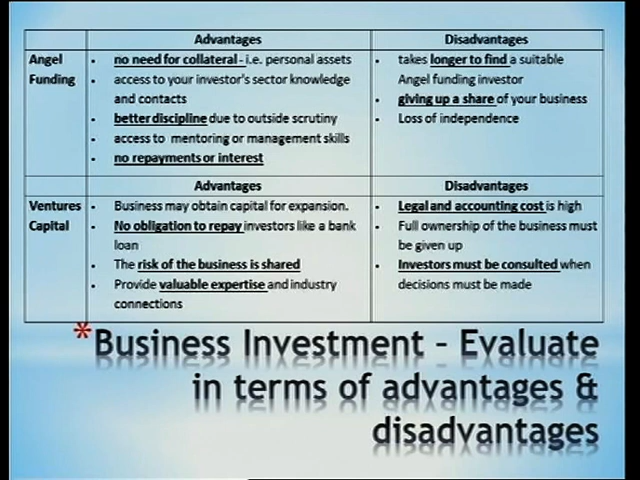 Advantages
Disadvantages
Angel
Funding
• no need for collateral - i.e. personal assets
• access to your investor's sector knowledge
and contacts
• better discipline due to outside scrutiny
• access to mentoring or management skills
• no repayments or interest
• takes longer to find a suitable
Angel funding investor
• giving up a share of your business
• Loss of independence
Advantages
Disadvantages
Ventures
Capital
• Business may obtain capital for expansion.
• No obligation to repay investors like a bank
loan
• The risk of the business is shared
• Provide valuable expertise and industry
connections
• Legal and accounting cost is high
• Full ownership of the business must
be given up
• Investors must be consulted when
decisions must be made
*Business Investment – Evaluate
in terms of advantages &
disadvantages